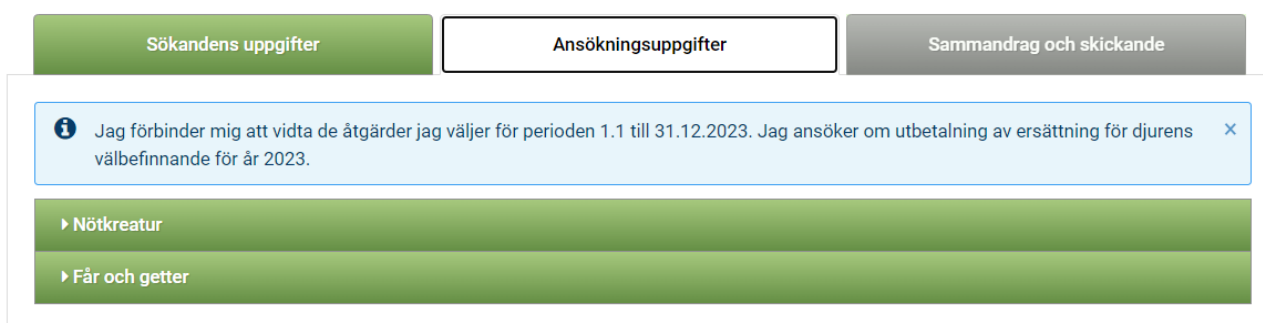 Sökandens uppgifter
Ansökningsuppgifter
Sammandrag och skickande
Jag förbinder mig att vidta de åtgärder jag väljer för perioden 1.1 till 31.12.2023. Jag ansöker om utbetalning av ersättning för djurens
välbefinnande för år 2023.
Nötkreatur
Får och getter